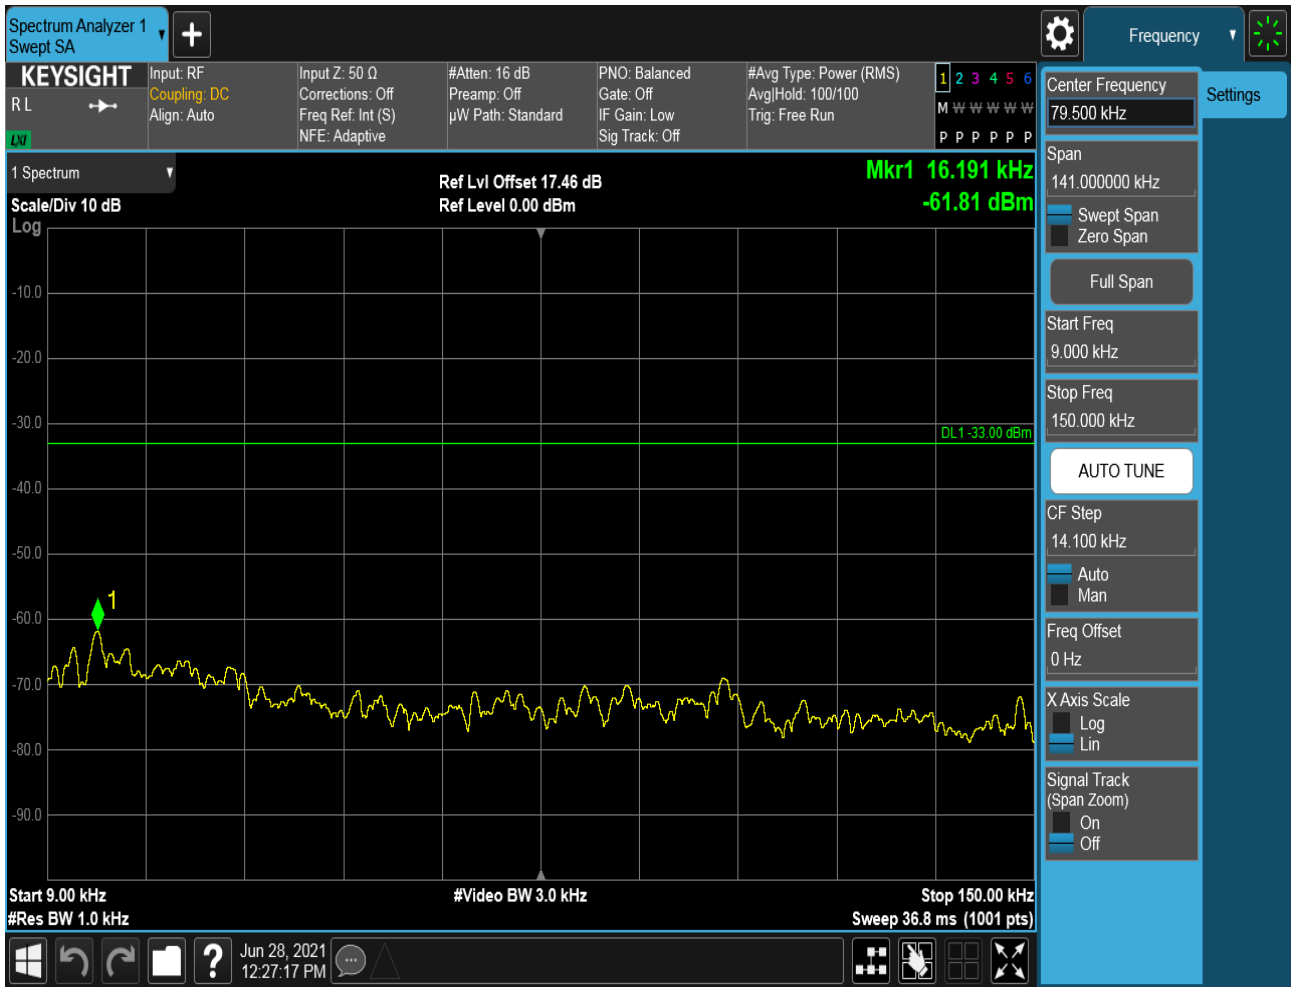 Spectrum Analyzer 1
Swept SA
Frequency
KEYSIGHT
R L
LXI
Input: RF
Coupling: DC
Align: Auto
Input Z: 50 Ω
Corrections: Off
Freq Ref: Int (S)
NFE: Adaptive
#Atten: 16 dB
Preamp: Off
µW Path: Standard
PNO: Balanced
Gate: Off
IF Gain: Low
Sig Track: Off
#Avg Type: Power (RMS)
Avg|Hold: 100/100
Trig: Free Run
1 2 3 4 5 6
M W W W W W
P P P P P P
1 Spectrum
Scale/Div 10 dB
Log
Ref Lvl Offset 17.46 dB
Ref Level 0.00 dBm
Mkr1 16.191 kHz
-61.81 dBm
-10.0
-20.0
-30.0
DL1 -33.00 dBm
-40.0
-50.0
1
-60.0
-70.0
-80.0
-90.0
Start 9.00 kHz
#Video BW 3.0 kHz
Stop 150.00 kHz
#Res BW 1.0 kHz
Sweep 36.8 ms (1001 pts)
Jun 28, 2021
12:27:17 PM
Center Frequency
79.500 kHz
Settings
Span
141.000000 kHz
Swept Span
Zero Span
Full Span
Start Freq
9.000 kHz
Stop Freq
150.000 kHz
AUTO TUNE
CF Step
14.100 kHz
Auto
Man
Freq Offset
0 Hz
X Axis Scale
Log
Lin
Signal Track
(Span Zoom)
On
Off